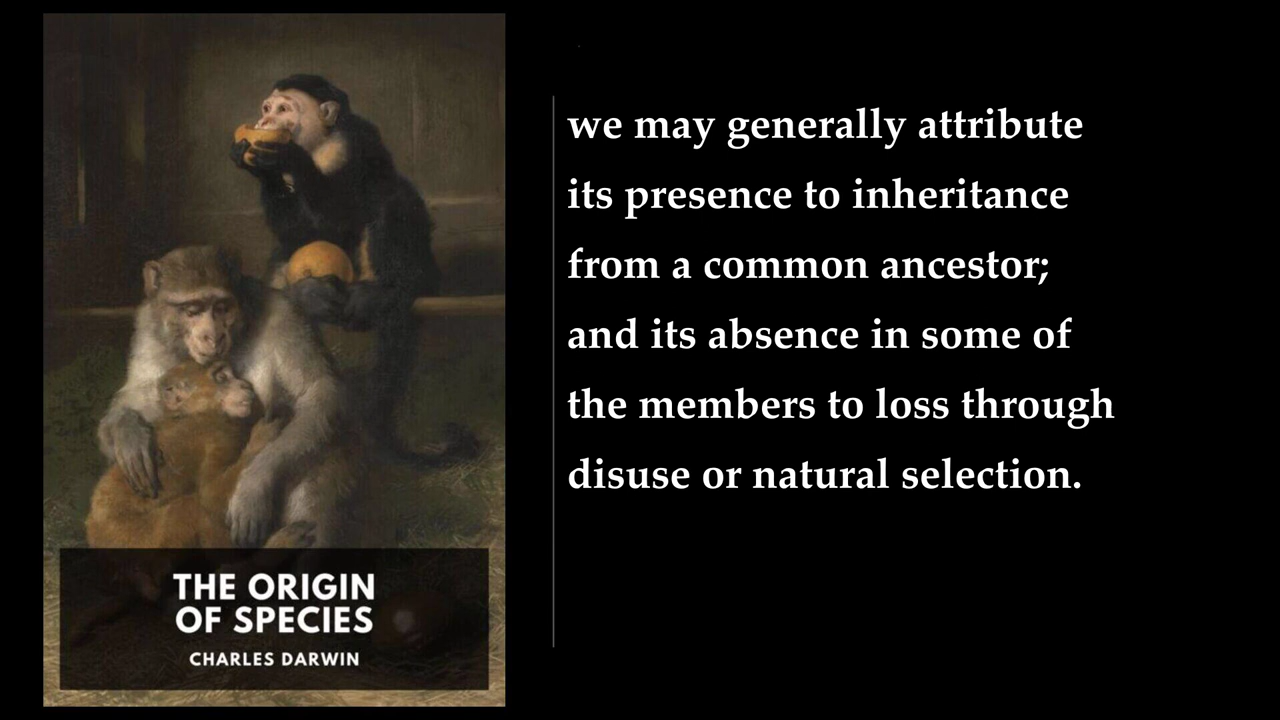 we may generally attribute
its presence to inheritance
from a common ancestor;
and its absence in some of
the members to loss through
disuse or natural selection.
THE ORIGIN
OF SPECIES
CHARLES DARWIN